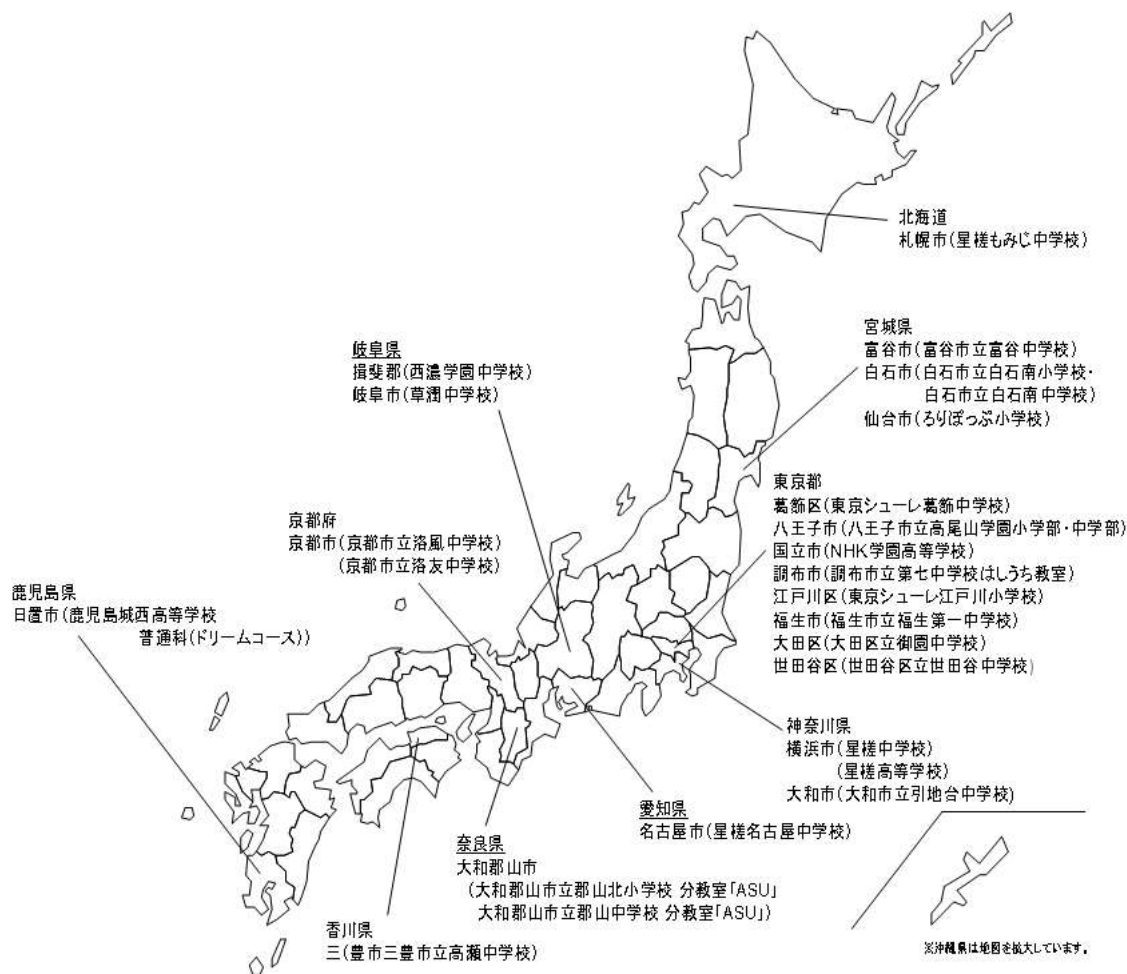 北海道
札幌市(星槎もみじ中学校)
宮城県
富谷市(富谷市立富谷中学校)
白石市(白石市立白石南小学校・
白石市立白石南中学校)
仙台市(ろりぽっぷ小学校)
岐阜県
揖斐郡(西濃学園中学校)
岐阜市(草潤中学校)
東京都
葛飾区(東京シューレ葛飾中学校)
八王子市(八王子市立高尾山学園小学部・中学部)
国立市(NHK学園高等学校)
調布市(調布市立第七中学校はしうち教室)
江戸川区(東京シューレ江戸川小学校)
福生市(福生市立福生第一中学校)
大田区(大田区立御園中学校)
世田谷区(世田谷区立世田谷中学校)
京都府
京都市(京都市立洛風中学校)
(京都市立洛友中学校)
鹿児島県
日置市(鹿児島城西高等学校
普通科(ドリームコース))
神奈川県
横浜市(星槎中学校)
(星槎高等学校)
大和市(大和市立引地台中学校)
愛知県
名古屋市(星槎名古屋中学校)
奈良県
大和郡山市
(大和郡山市立郡山北小学校 分教室「ASU」
大和郡山市立郡山中学校 分教室「ASU」)
香川県
三(豊市三豊市立高瀬中学校)
※沖縄県は地図を拡大しています。